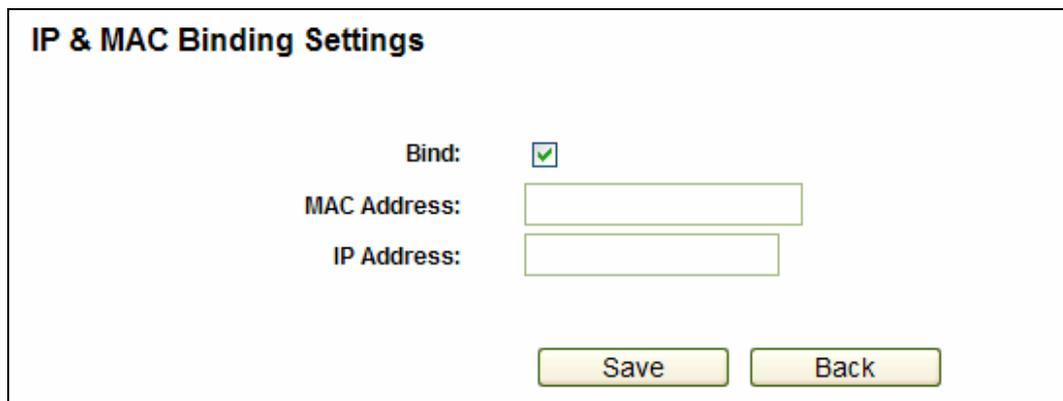 IP & MAC Binding Settings
Bind:
MAC Address:
IP Address:
Save Back